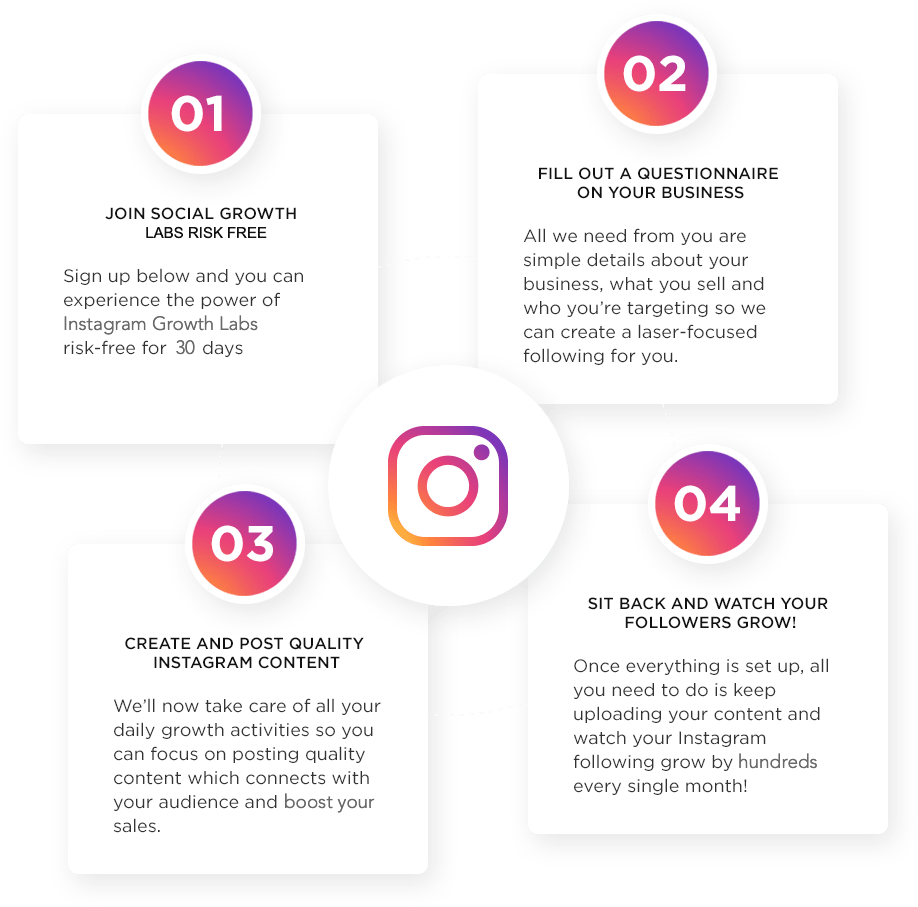 01
JOIN SOCIAL GROWTH
LABS RISK FREE
Sign up below and you can
experience the power of
Instagram Growth Labs
risk-free for 30 days
02
FILL OUT A QUESTIONNAIRE
ON YOUR BUSINESS
All we need from you are
simple details about your
business, what you sell and
who you’re targeting so we
can create a laser-focused
following for you.
03
CREATE AND POST QUALITY
INSTAGRAM CONTENT
We’ll now take care of all your
daily growth activities so you
can focus on posting quality
content which connects with
your audience and boost your
sales.
04
SIT BACK AND WATCH YOUR
FOLLOWERS GROW!
Once everything is set up, all
you need to do is keep
uploading your content and
watch your Instagram
following grow by hundreds
every single month!